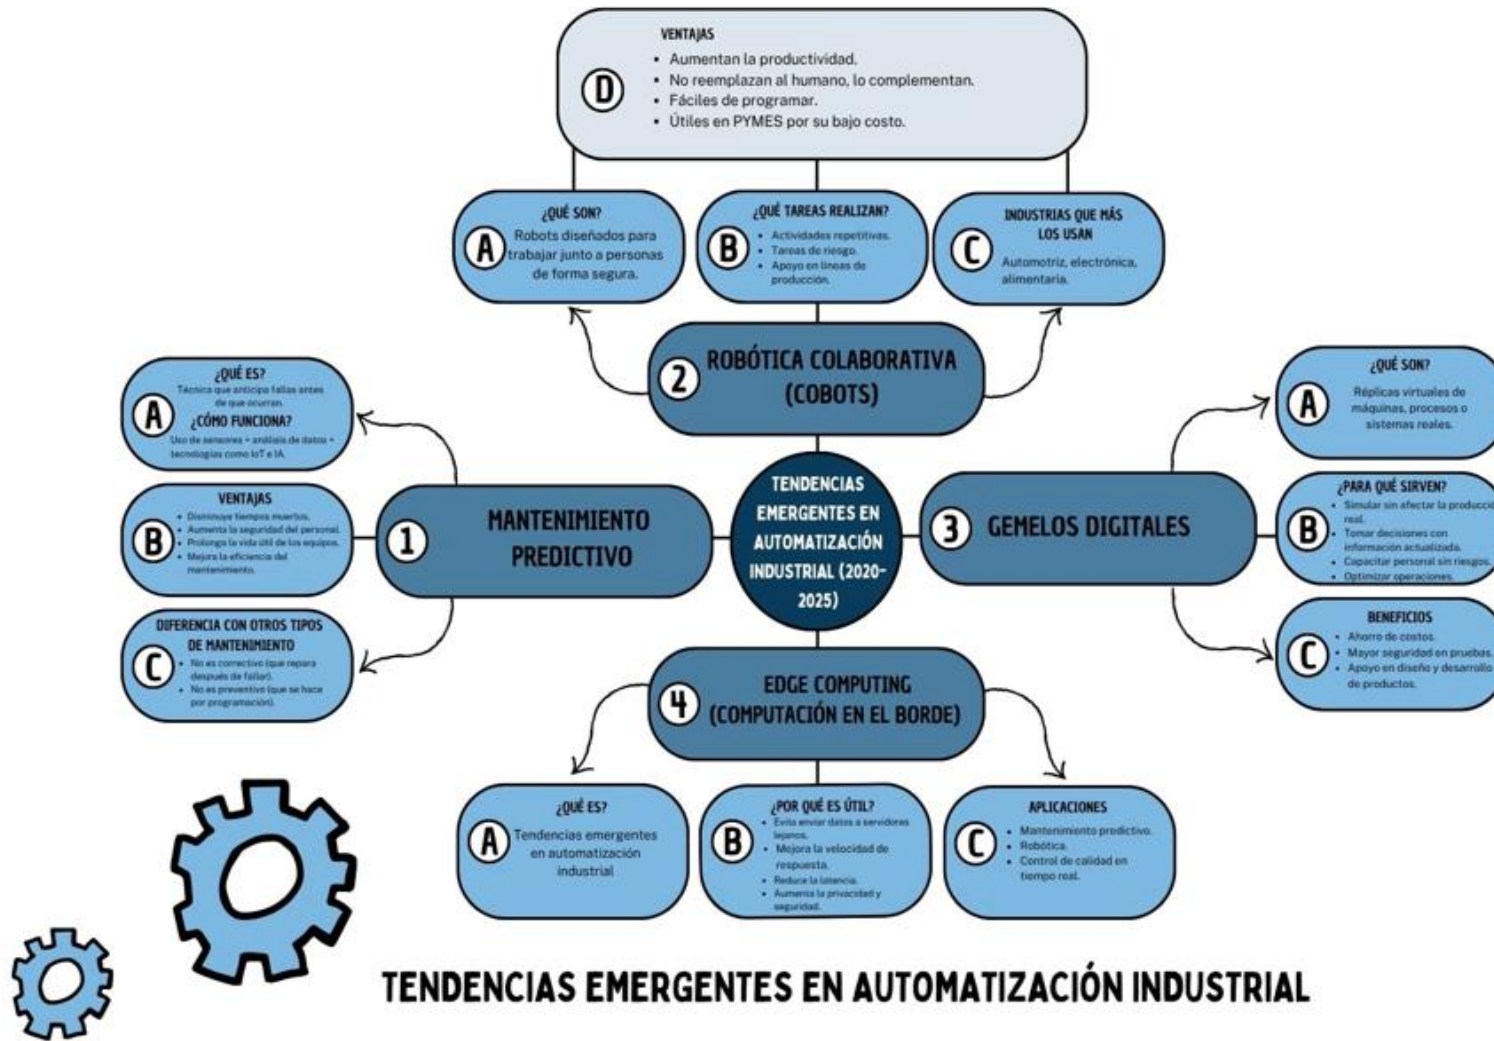 VENTAJAS
• Aumentan la productividad.
• No reemplazan al humano, lo complementan.
• Fáciles de programar.
• Útiles en PYMES por su bajo costo.
D
A
¿QUÉ SON?
Robots diseñados para
trabajar junto a personas
de forma segura.
B
¿QUÉ TAREAS REALIZAN?
• Actividades repetitivas.
• Tareas de riesgo.
• Apoyo en líneas de
producción.
C
INDUSTRIAS QUE MÁS
LOS USAN
Automotriz, electrónica,
alimentaria.
2
ROBÓTICA COLABORATIVA
(COBOTS)
A
¿QUÉ ES?
Técnica que anticipa fallas antes
de que ocurran.
¿CÓMO FUNCIONA?
Uso de sensores + análisis de datos +
tecnologías como IoT e IA.
B
VENTAJAS
• Disminuye tiempos muertos.
• Aumenta la seguridad del personal.
• Prolonga la vida útil de los equipos.
• Mejora la eficiencia del
mantenimiento.
C
DIFERENCIA CON OTROS TIPOS
DE MANTENIMIENTO
• No es correctivo (que repara
después de fallar).
• No es preventivo (que se hace
por programación).
1
MANTENIMIENTO
PREDICTIVO
TENDENCIAS
EMERGENTES EN
AUTOMATIZACIÓN
INDUSTRIAL (2020-
2025)
3
GEMELOS DIGITALES
A
¿QUÉ SON?
Réplicas virtuales de
máquinas, procesos o
sistemas reales.
B
¿PARA QUÉ SIRVEN?
• Simular sin afectar la producció
real.
• Tomar decisiones con
información actualizada.
• Capacitar personal sin riesgos.
• Optimizar operaciones.
C
BENEFICIOS
• Ahorro de costos.
• Mayor seguridad en pruebas.
• Apoyo en diseño y desarrollo
de productos.
4
EDGE COMPUTING
(COMPUTACIÓN EN EL BORDE)
A
¿QUÉ ES?
Tendencias emergentes
en automatización
industrial
B
¿POR QUÉ ES ÚTIL?
• Evita enviar datos a servidores
lejanos.
• Mejora la velocidad de
respuesta.
• Reduce la latencia.
• Aumenta la privacidad y
seguridad.
C
APLICACIONES
• Mantenimiento predictivo.
• Robótica.
• Control de calidad en
tiempo real.
TENDENCIAS EMERGENTES EN AUTOMATIZACIÓN INDUSTRIAL